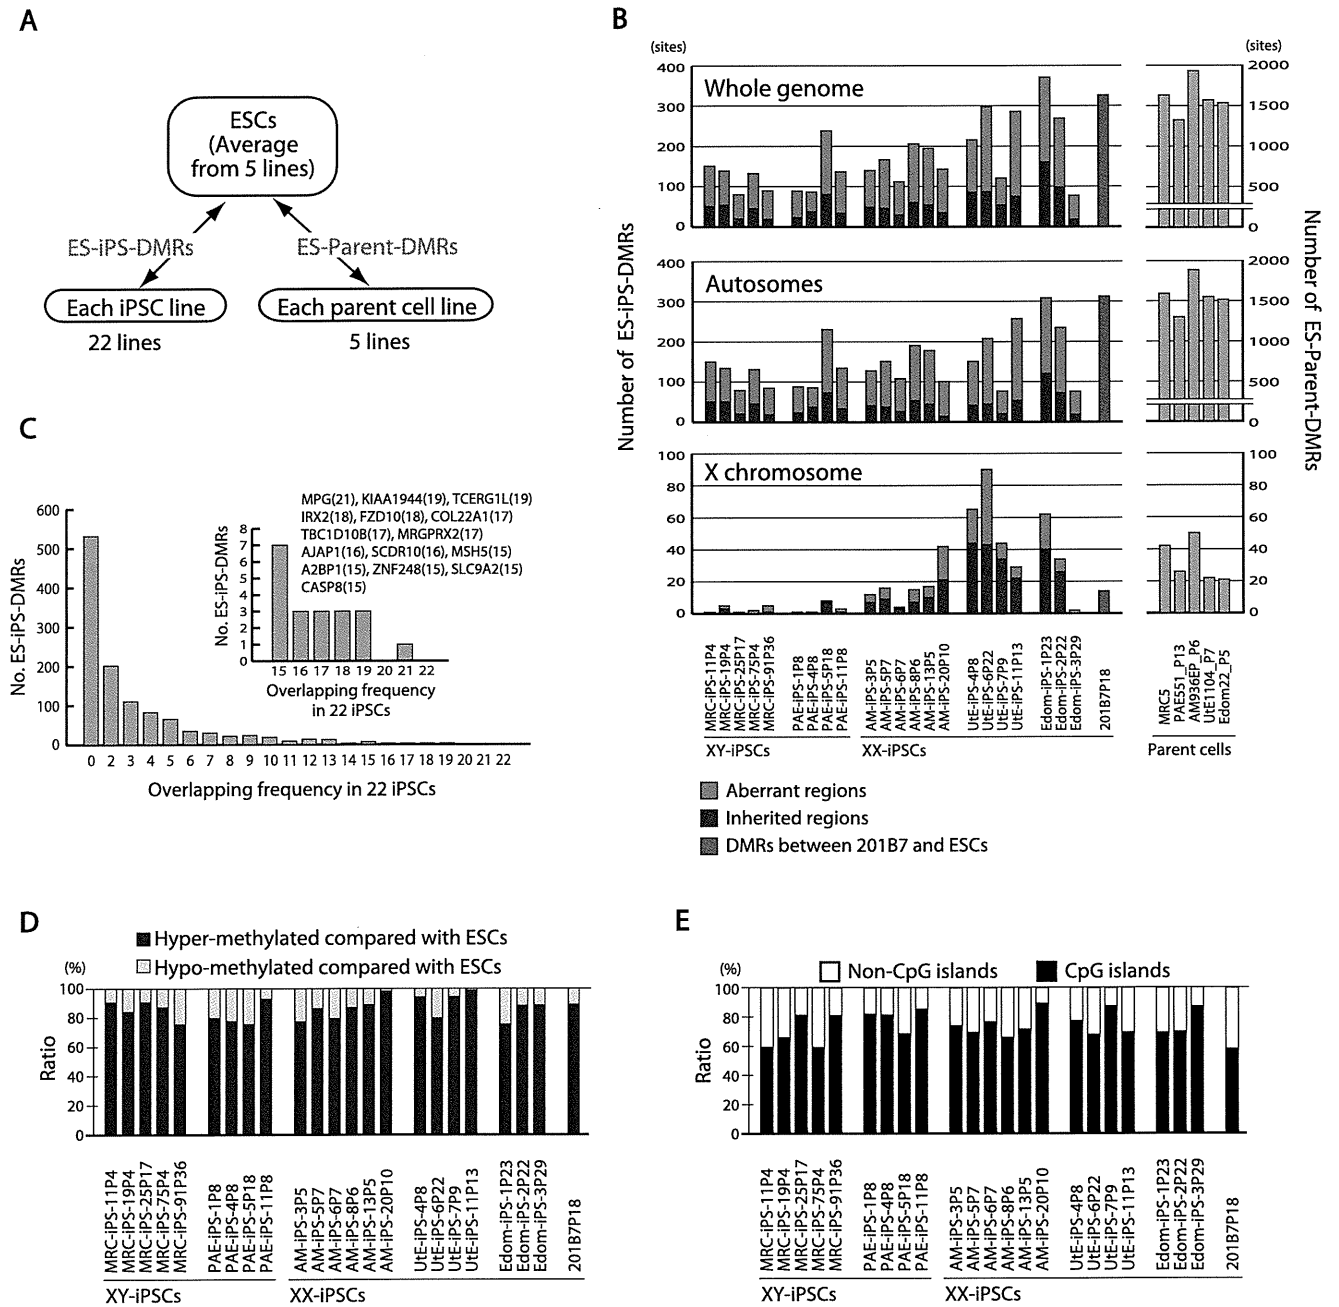 A
ESCs
(Average
from 5 lines)
ES-iPS-DMRs
ES-Parent-DMRs
Each iPSC line
Each parent cell line
22 lines
5 lines
B
(sites)
(sites)
Number of ES-iPS-DMRs
Number of ES-Parent-DMRs
Whole genome
400
300
200
100
0
2000
1500
1000
500
0
Autosomes
400
300
200
100
0
2000
1500
1000
500
0
X chromosome
100
80
60
40
20
0
100
80
60
40
20
0
MRC-iPS-11P4
MRC-iPS-19P4
MRC-iPS-25P17
MRC-iPS-75P4
MRC-iPS-91P36
PAE-iPS-1P8
PAE-iPS-4P8
PAE-iPS-5P18
PAE-iPS-11P8
AM-iPS-3P5
AM-iPS-5P7
AM-iPS-6P7
AM-iPS-8P6
AM-iPS-13P5
AM-iPS-20P10
UtE-iPS-4P8
UtE-iPS-6P22
UtE-iPS-7P9
UtE-iPS-11P13
Edom-iPS-1P23
Edom-iPS-2P22
Edom-iPS-3P29
201B7P18
MRC5
PAE551_P13
AM936EP_P6
UtE1104_P7
Edom22_P5
XY-iPSCs
XX-iPSCs
Parent cells
Aberrant regions
Inherited regions
DMRs between 201B7 and ESCs
C
No. ES-iPS-DMRs
600
500
400
300
200
100
0
0 2 3 4 5 6 7 8 9 10 11 12 13 14 15 16 17 18 19 20 21 22
Overlapping frequency in 22 iPSCs
MPG(21), KIAA1944(19), TCERG1L(19)
IRX2(18), FZD10(18), COL22A1(17)
TBC1D10B(17), MRGPRX2(17)
AJAP1(16), SCDR10(16), MSH5(15)
A2BP1(15), ZNF248(15), SLC9A2(15)
CASP8(15)
No. ES-iPS-DMRs
8
7
6
5
4
3
2
1
0
15 16 17 18 19 20 21 22
Overlapping frequency
in 22 iPSCs
D
Hyper-methylated compared with ESCs
Hypo-methylated compared with ESCs
(%)
Ratio
100
80
60
40
20
0
MRC-iPS-11P4
MRC-iPS-19P4
MRC-iPS-25P17
MRC-iPS-75P4
MRC-iPS-91P36
PAE-iPS-1P8
PAE-iPS-4P8
PAE-iPS-5P18
PAE-iPS-11P8
AM-iPS-3P5
AM-iPS-5P7
AM-iPS-6P7
AM-iPS-8P6
AM-iPS-13P5
AM-iPS-20P10
UtE-iPS-4P8
UtE-iPS-6P22
UtE-iPS-7P9
UtE-iPS-11P13
Edom-iPS-1P23
Edom-iPS-2P22
Edom-iPS-3P29
201B7P18
XY-iPSCs
XX-iPSCs
E
Non-CpG islands
CpG islands
(%)
Ratio
100
80
60
40
20
0
MRC-iPS-11P4
MRC-iPS-19P4
MRC-iPS-25P17
MRC-iPS-75P4
MRC-iPS-91P36
PAE-iPS-1P8
PAE-iPS-4P8
PAE-iPS-5P18
PAE-iPS-11P8
AM-iPS-3P5
AM-iPS-5P7
AM-iPS-6P7
AM-iPS-8P6
AM-iPS-13P5
AM-iPS-20P10
UtE-iPS-4P8
UtE-iPS-6P22
UtE-iPS-7P9
UtE-iPS-11P13
Edom-iPS-1P23
Edom-iPS-2P22
Edom-iPS-3P29
201B7P18
XY-iPSCs
XX-iPSCs